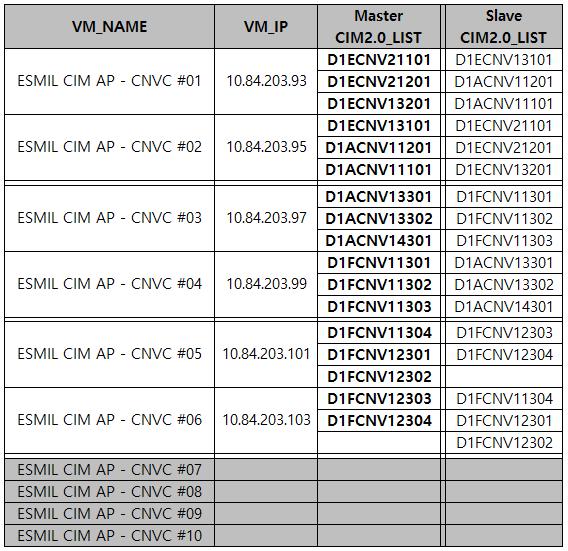 VM_NAME VM_IP Master CIM2.0_LIST Slave CIM2.0_LIST
ESMIL CIM AP - CNVC #01 10.84.203.93 D1ECNV21101 D1ECNV13101
D1ECNV21201 D1ACNV11201
D1ECNV13201 D1ACNV11101
ESMIL CIM AP - CNVC #02 10.84.203.95 D1ECNV13101 D1ECNV21101
D1ACNV11201 D1ECNV21201
D1ACNV11101 D1ECNV13201
ESMIL CIM AP - CNVC #03 10.84.203.97 D1ACNV13301 D1FCNV11301
D1ACNV13302 D1FCNV11302
D1ACNV14301 D1FCNV11303
ESMIL CIM AP - CNVC #04 10.84.203.99 D1FCNV11301 D1ACNV13301
D1FCNV11302 D1ACNV13302
D1FCNV11303 D1ACNV14301
ESMIL CIM AP - CNVC #05 10.84.203.101 D1FCNV11304 D1FCNV12303
D1FCNV12301 D1FCNV12304
D1FCNV12302
ESMIL CIM AP - CNVC #06 10.84.203.103 D1FCNV12303 D1FCNV11304
D1FCNV12304 D1FCNV12301
D1FCNV12302
ESMIL CIM AP - CNVC #07
ESMIL CIM AP - CNVC #08
ESMIL CIM AP - CNVC #09
ESMIL CIM AP - CNVC #10